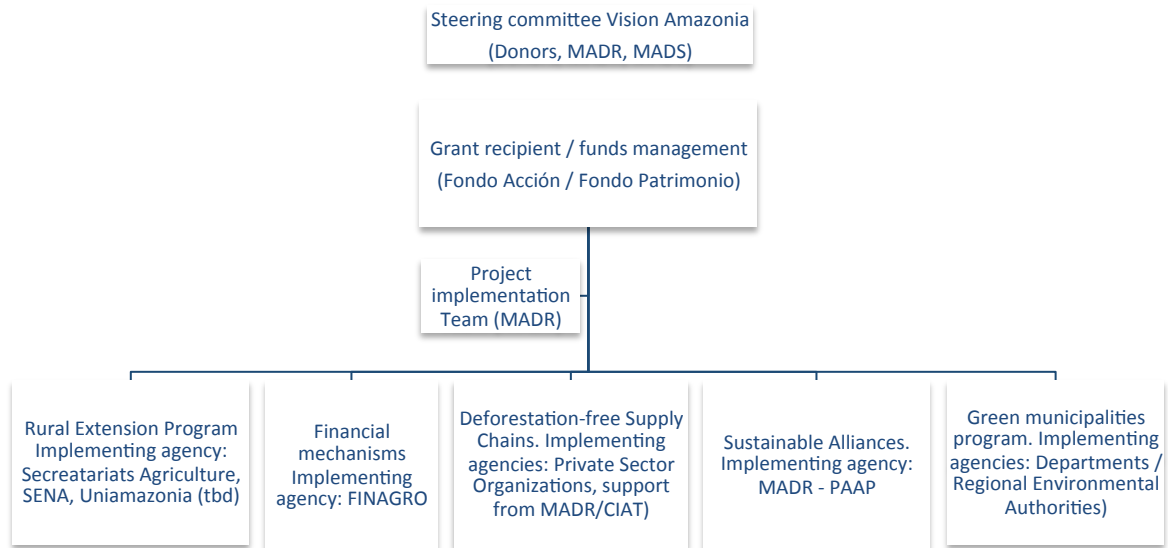 Steering committee Vision Amazonia
(Donors, MADR, MADS)
Grant recipient / funds management
(Fondo Acción / Fondo Patrimonio)
Project
implementation
Team (MADR)
Rural Extension Program
Implementing agency:
Secreatariats Agriculture,
SENA, Uniamazonia (tbd)
Financial
mechanisms
Implementing
agency: FINAGRO
Deforestation-free Supply
Chains. Implementing
agencies: Private Sector
Organizations, support
from MADR/CIAT)
Sustainable Alliances.
Implementing agency:
MADR - PAAP
Green municipalities
program. Implementing
agencies: Departments /
Regional Environmental
Authorities)